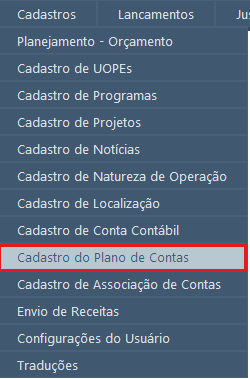 Cadastros Lancamentos Ju
Planejamento - Orçamento
Cadastro de UOPEs
Cadastro de Programas
Cadastro de Projetos
Cadastro de Notícias
Cadastro de Natureza de Operação
Cadastro de Localização
Cadastro de Conta Contábil
Cadastro do Plano de Contas
Cadastro de Associação de Contas
Envio de Receitas
Configurações do Usuário
Traduções